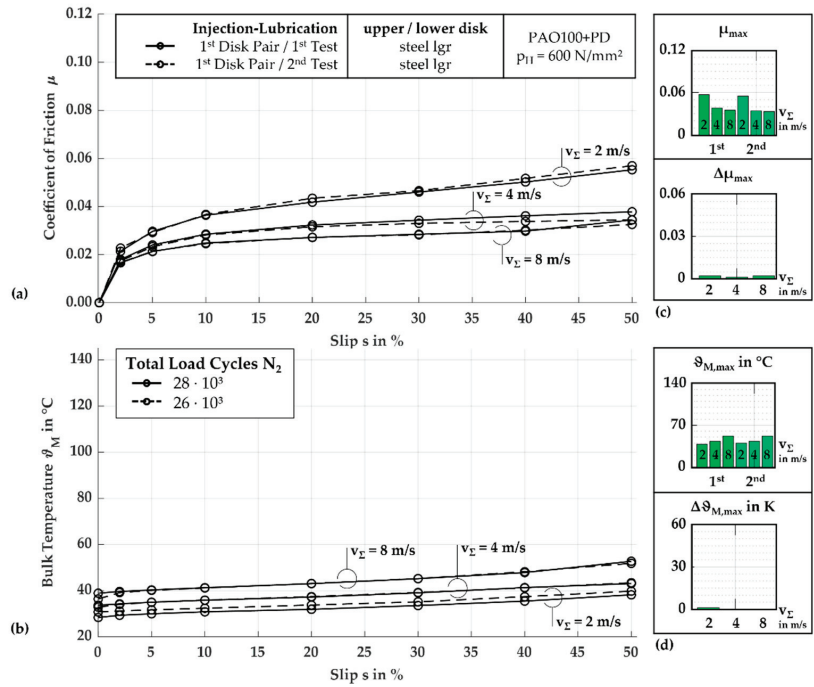 Injection-Lubrication
1st Disk Pair / 1st Test
1st Disk Pair / 2nd Test
upper / lower disk
steel lgr
steel lgr
PAO100+PD
pH = 600 N/mm²
Coefficient of Friction μ
0.12
0.10
0.08
0.06
0.04
0.02
0.00
vΣ = 2 m/s
vΣ = 4 m/s
vΣ = 8 m/s
(a)
0 5 10 15 20 25 30 35 40 45 50
Slip s in %
μmax
0.12
0.06
0
2 4 8 2 4 8
vΣ
in m/s
1st 2nd
Δμmax
0.06
0.03
0
2 4 8
vΣ
in m/s
(c)
Total Load Cycles N2
28 · 10³
26 · 10³
Bulk Temperature ϑM in °C
140
120
100
80
60
40
20
vΣ = 8 m/s
vΣ = 4 m/s
vΣ = 2 m/s
(b)
0 5 10 15 20 25 30 35 40 45 50
Slip s in %
ϑM,max in °C
140
70
0
2 4 8 2 4 8
vΣ
in m/s
1st 2nd
ΔϑM,max in K
60
30
0
2 4 8
vΣ
in m/s
(d)